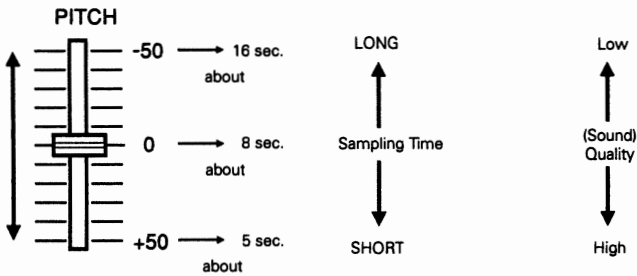 PITCH
-50 16 sec. LONG Low
about
0 8 sec. Sampling Time (Sound) Quality
about
+50 5 sec. SHORT High
about